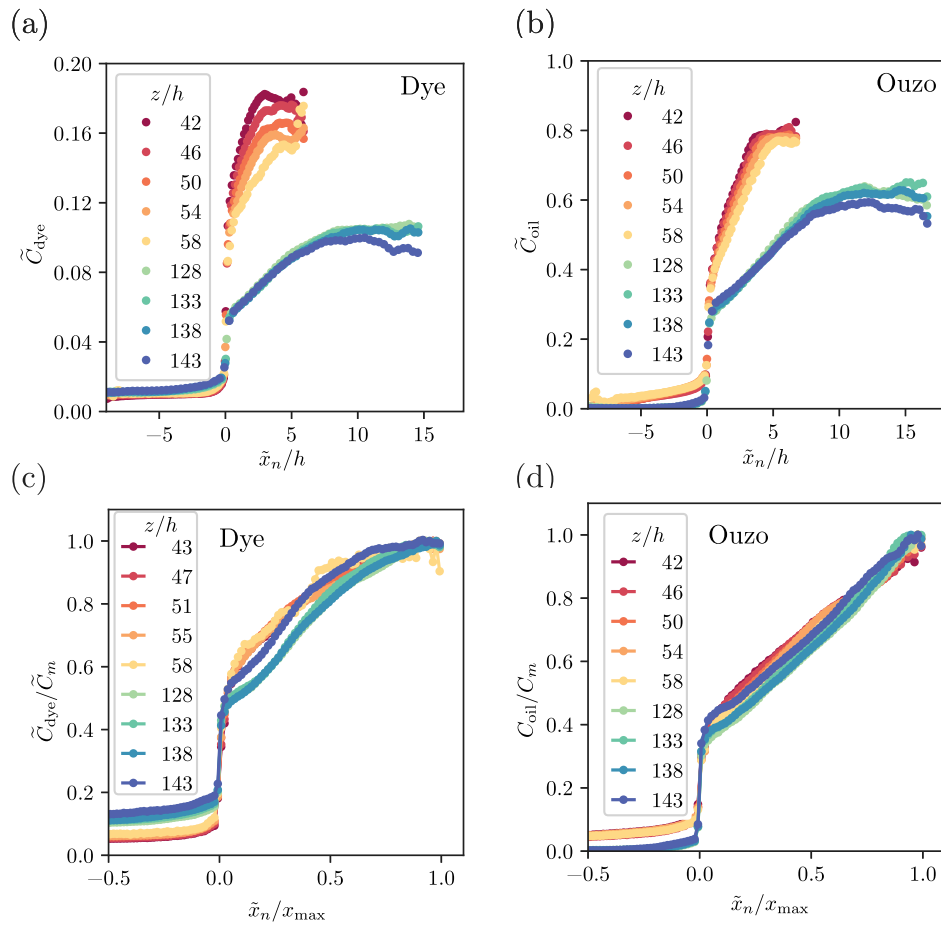 (a)
Dye
z/h
42
46
50
54
58
128
133
138
143
0.20
0.16
0.12
0.08
0.04
0.00
C̃dye
−5 0 5 10 15
x̃n/h
(b)
Ouzo
z/h
42
46
50
54
58
128
133
138
143
1.0
0.8
0.6
0.4
0.2
0.0
C̃oil
−5 0 5 10 15
x̃n/h
(c)
Dye
z/h
43
47
51
55
58
128
133
138
143
1.0
0.8
0.6
0.4
0.2
0.0
C̃dye/C̃m
−0.5 0.0 0.5 1.0
x̃n/xmax
(d)
Ouzo
z/h
42
46
50
54
58
128
133
138
143
1.0
0.8
0.6
0.4
0.2
0.0
Coil/Cm
−0.5 0.0 0.5 1.0
x̃n/xmax